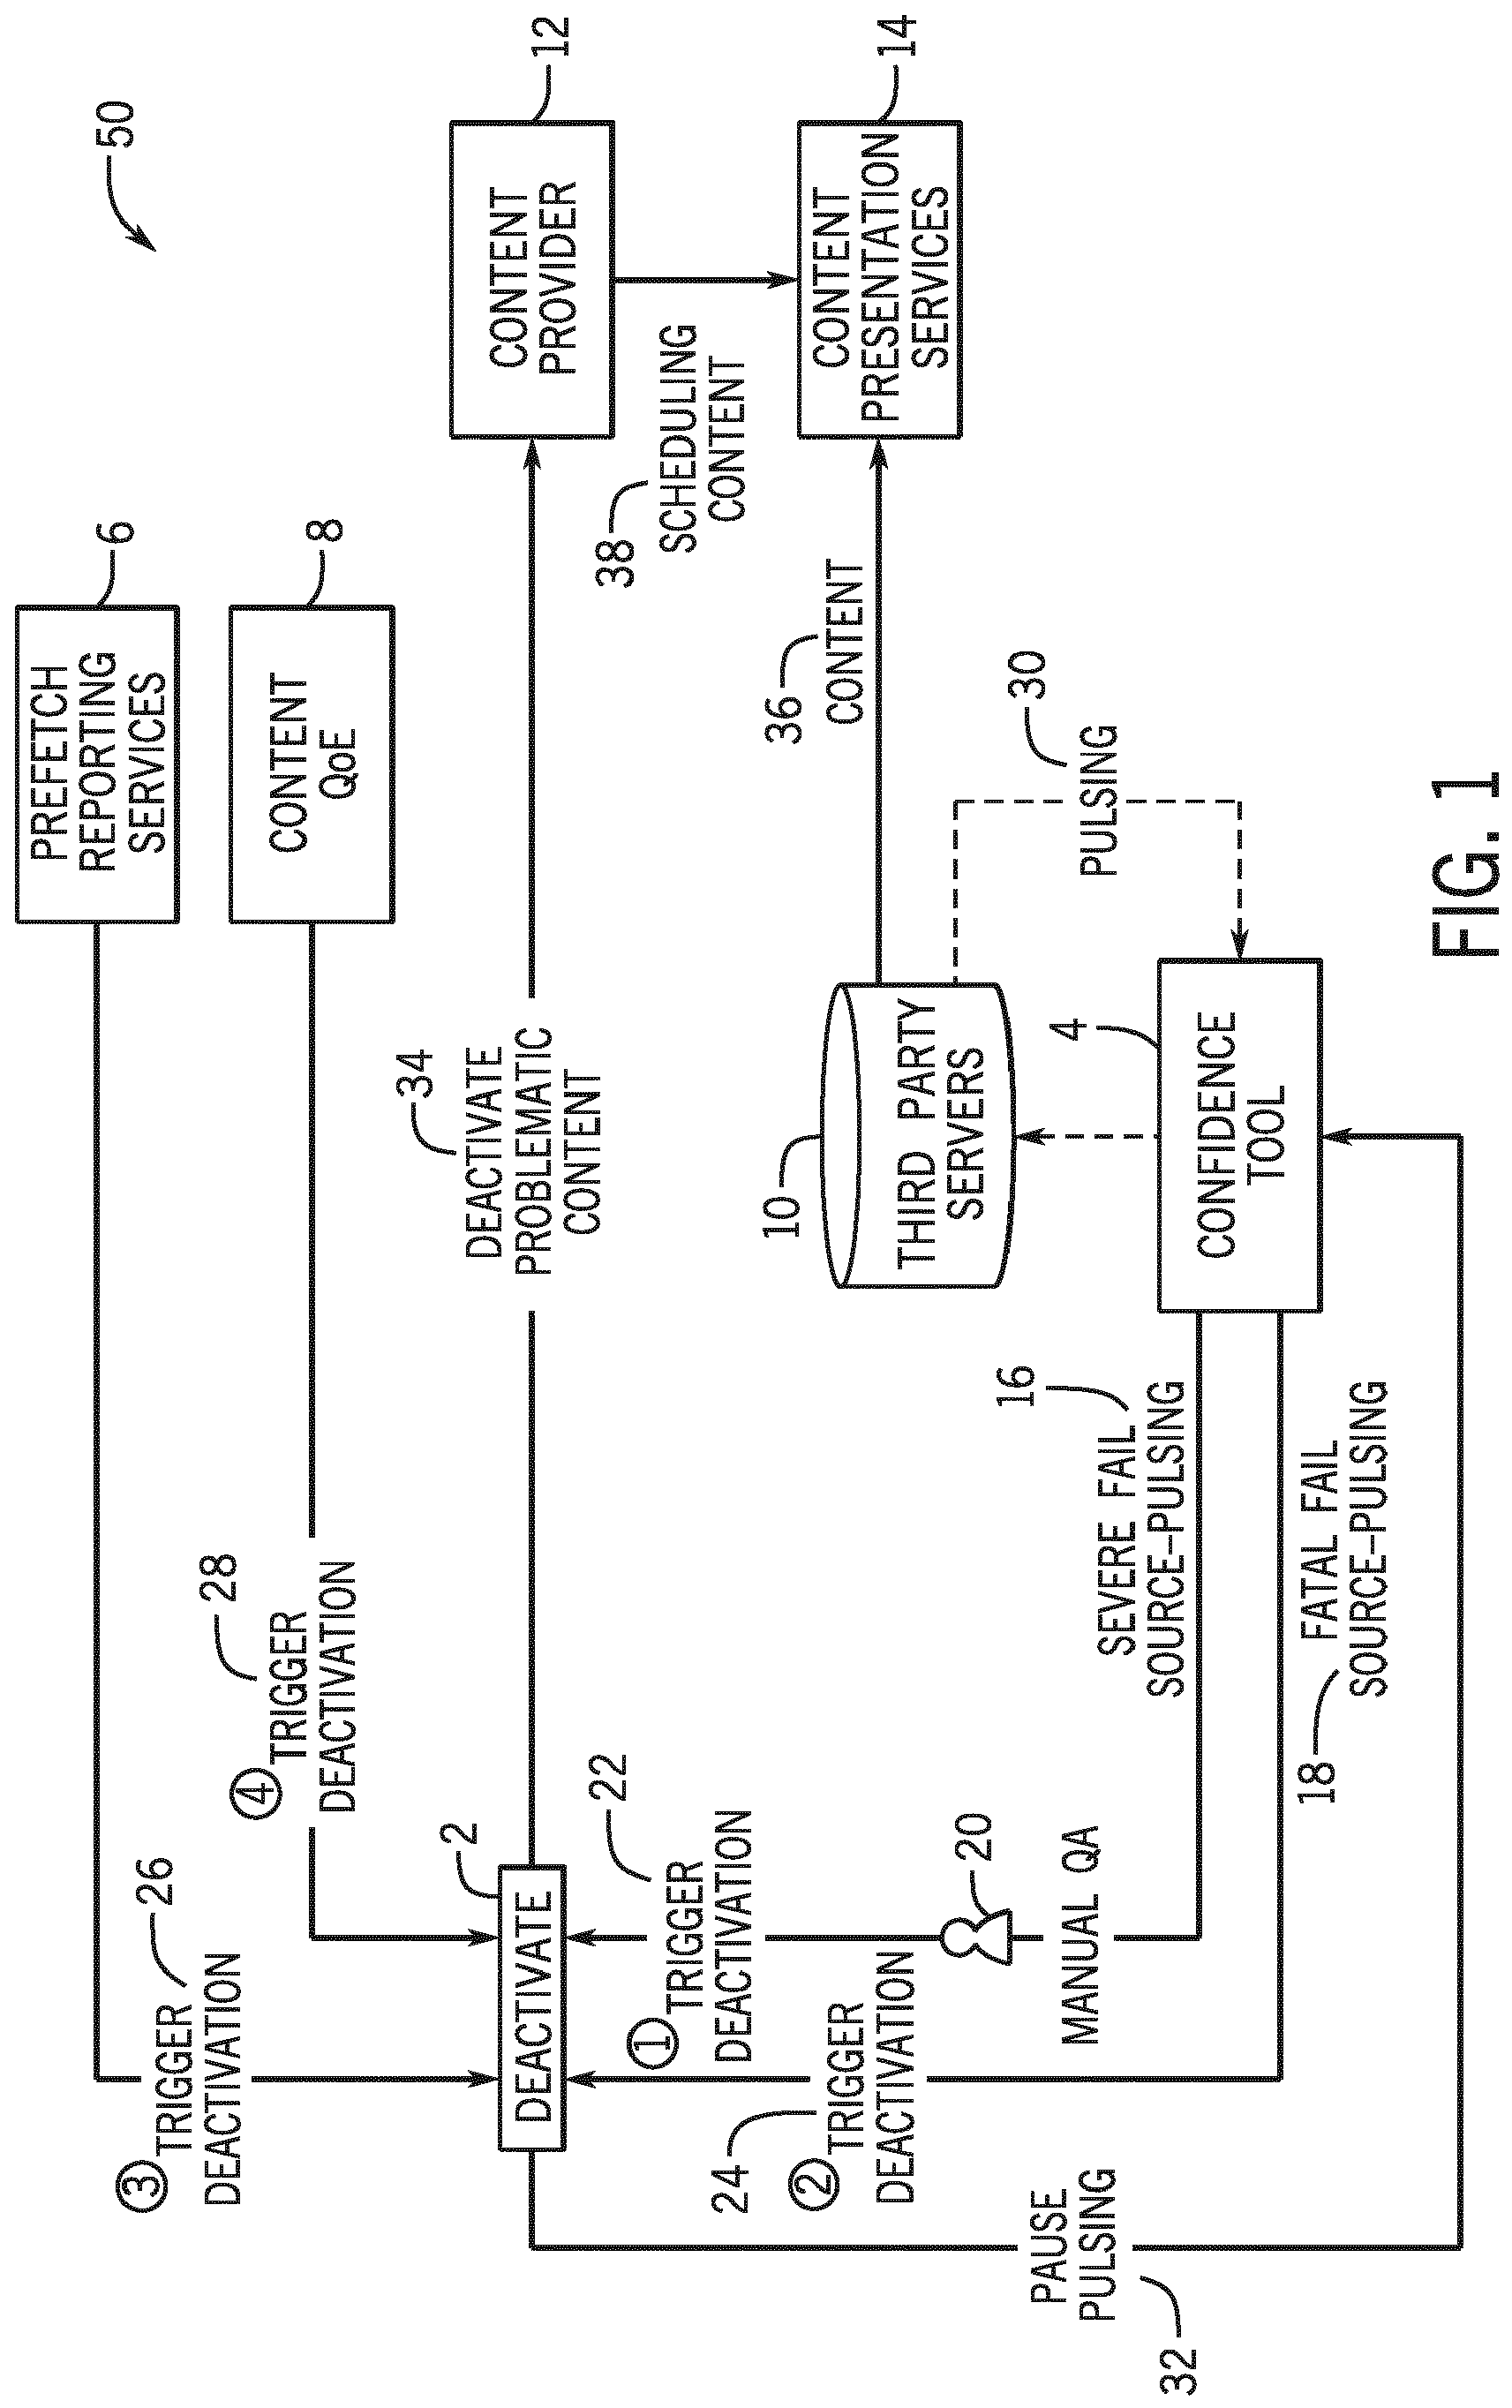 50
PREFETCH
REPORTING
SERVICES
6
3
TRIGGER
DEACTIVATION
26
CONTENT
QoE
8
4
TRIGGER
DEACTIVATION
28
DEACTIVATE
2
DEACTIVATE
PROBLEMATIC
CONTENT
34
CONTENT
PROVIDER
12
1
TRIGGER
DEACTIVATION
22
SCHEDULING
CONTENT
38
2
TRIGGER
DEACTIVATION
24
20
MANUAL QA
THIRD PARTY
SERVERS
10
CONTENT
36
CONTENT
PRESENTATION
SERVICES
14
PAUSE
PULSING
32
SEVERE FAIL
SOURCE-PULSING
16
FATAL FAIL
SOURCE-PULSING
18
CONFIDENCE
TOOL
4
PULSING
30
FIG. 1